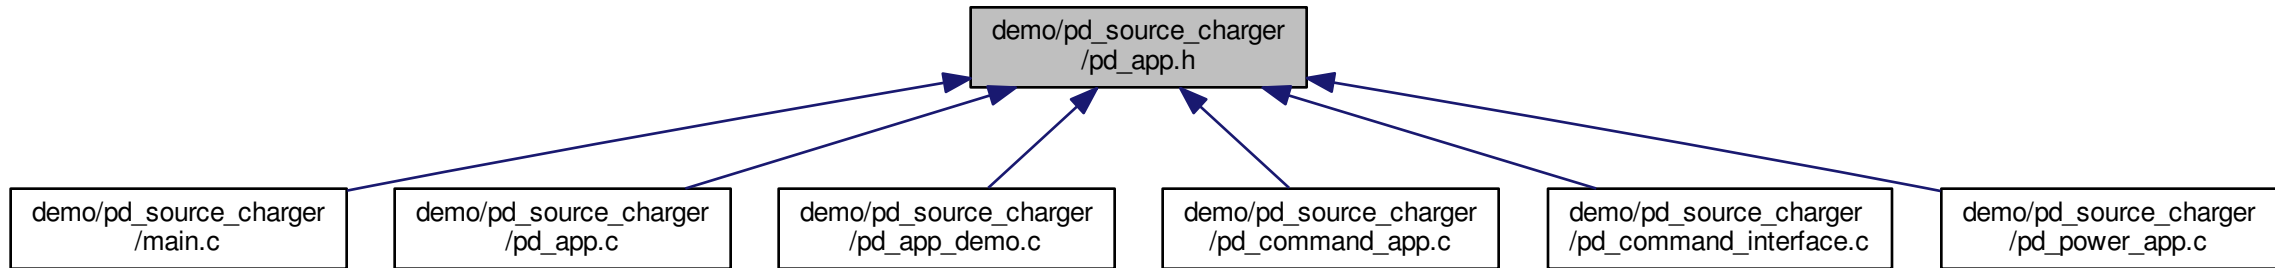 demo/pd_source_charger
/pd_app.h
demo/pd_source_charger
/main.c
demo/pd_source_charger
/pd_app.c
demo/pd_source_charger
/pd_app_demo.c
demo/pd_source_charger
/pd_command_app.c
demo/pd_source_charger
/pd_command_interface.c
demo/pd_source_charger
/pd_power_app.c